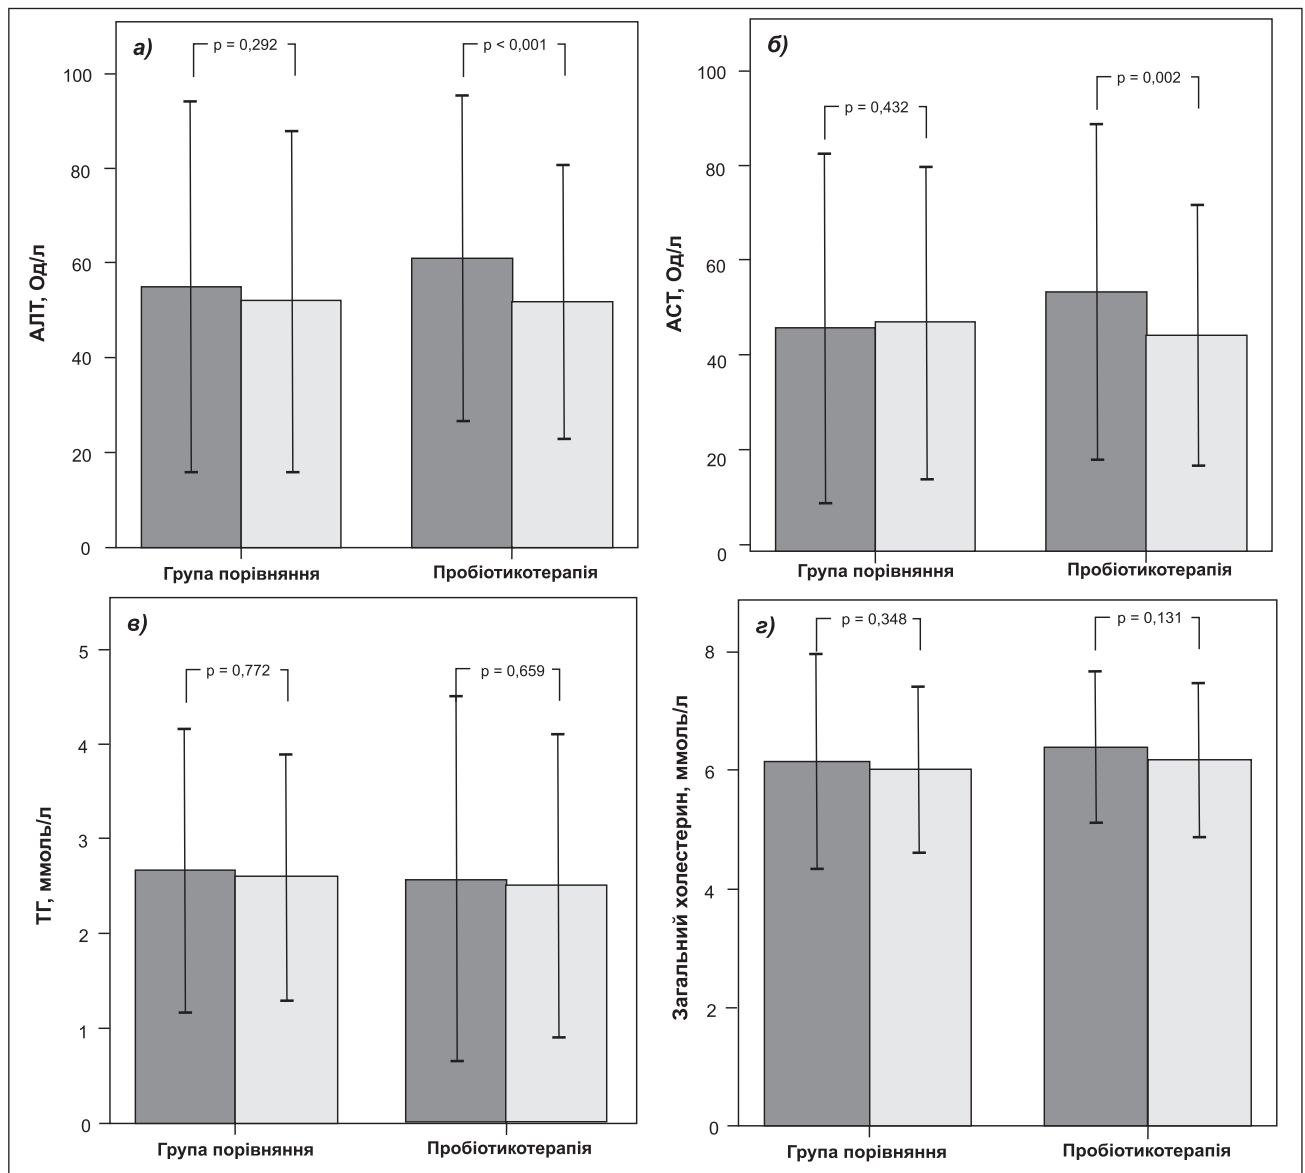 а)
p = 0,292
p < 0,001
100
80
60
40
20
0
АЛТ, Од/л
Група порівняння
Пробіотикотерапія
б)
p = 0,432
p = 0,002
100
80
60
40
20
0
АСТ, Од/л
Група порівняння
Пробіотикотерапія
в)
p = 0,772
p = 0,659
5
4
3
2
1
0
ТГ, ммоль/л
Група порівняння
Пробіотикотерапія
г)
p = 0,348
p = 0,131
8
6
4
2
0
Загальний холестерин, ммоль/л
Група порівняння
Пробіотикотерапія